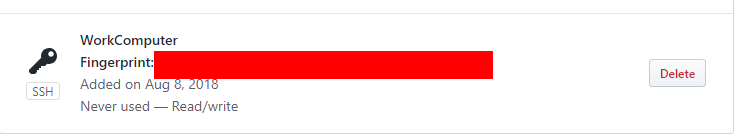 WorkComputer
Fingerprint:
Added on Aug 8, 2018
Never used — Read/write
SSH
Delete